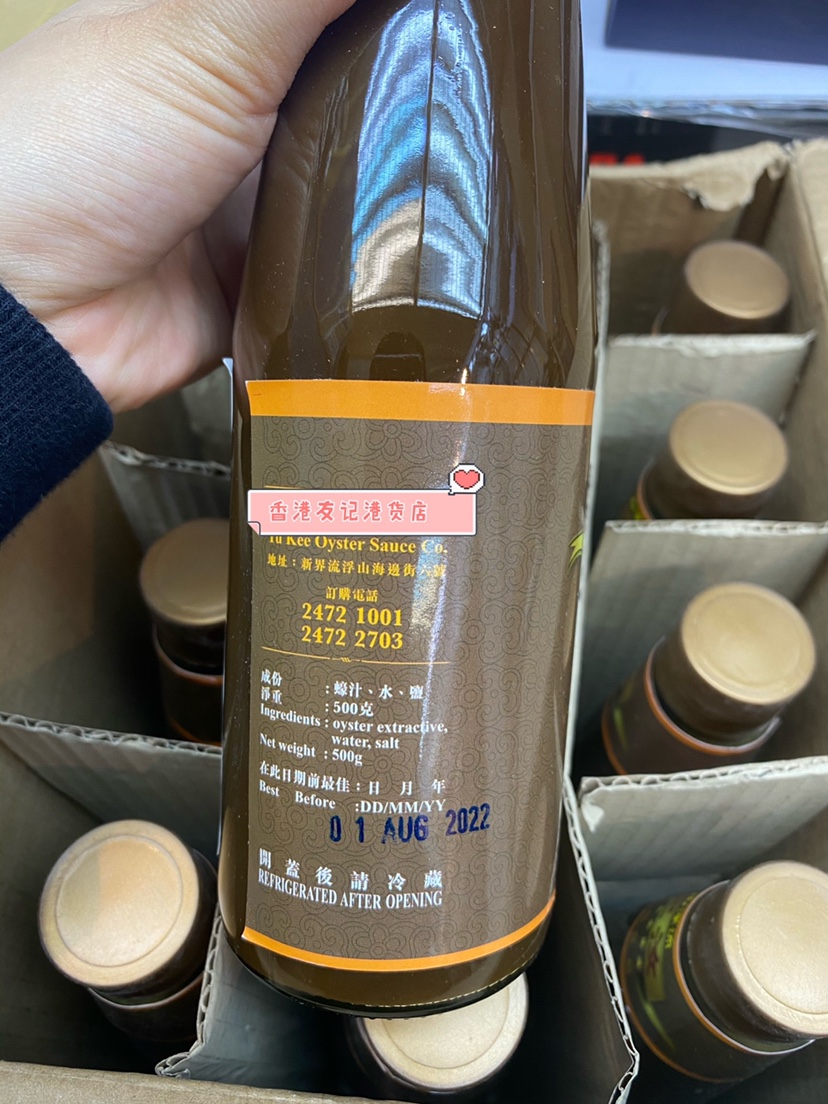 香港友记港货店
Yu Kee Oyster Sauce Co.
地址：新界流浮山海邊街六號
訂購電話
2472 1001
2472 2703
成份 : 蠔汁、水、鹽
淨重 : 500克
Ingredients : oyster extractive,
water, salt
Net weight : 500g
在此日期前最佳：日 月 年
Best Before :DD/MM/YY
01 AUG 2022
開蓋後請冷藏
REFRIGERATED AFTER OPENING